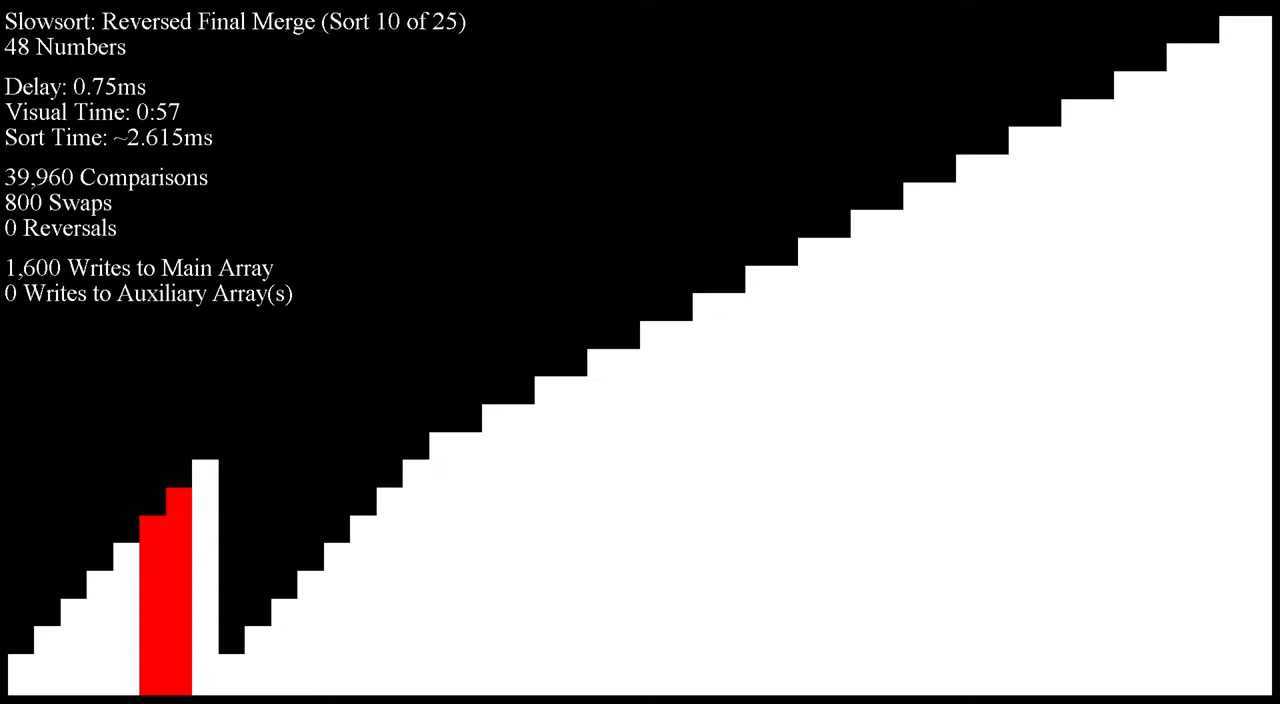 Slowsort: Reversed Final Merge (Sort 10 of 25)
48 Numbers
Delay: 0.75ms
Visual Time: 0:57
Sort Time: ~2.615ms
39,960 Comparisons
800 Swaps
0 Reversals
1,600 Writes to Main Array
0 Writes to Auxiliary Array(s)